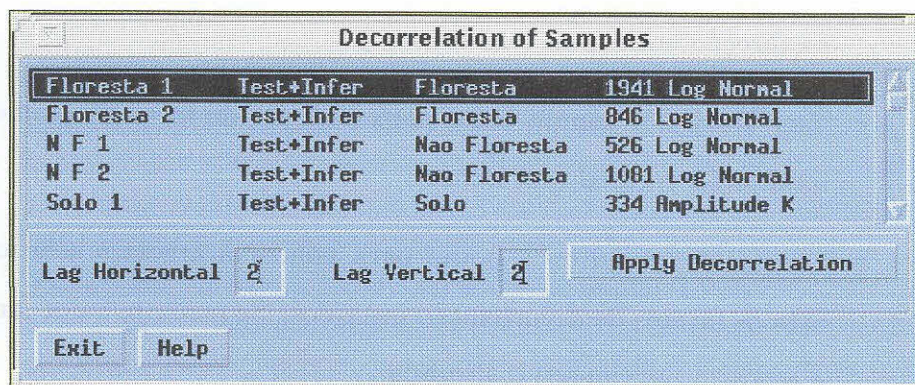 Decorrelation of Samples
Floresta 1 Test+Infer Floresta 1941 Log Normal
Floresta 2 Test+Infer Floresta 846 Log Normal
N F 1 Test+Infer Nao Floresta 526 Log Normal
N F 2 Test+Infer Nao Floresta 1081 Log Normal
Solo 1 Test+Infer Solo 334 Amplitude K
Lag Horizontal 2 Lag Vertical 2 Apply Decorrelation
Exit Help